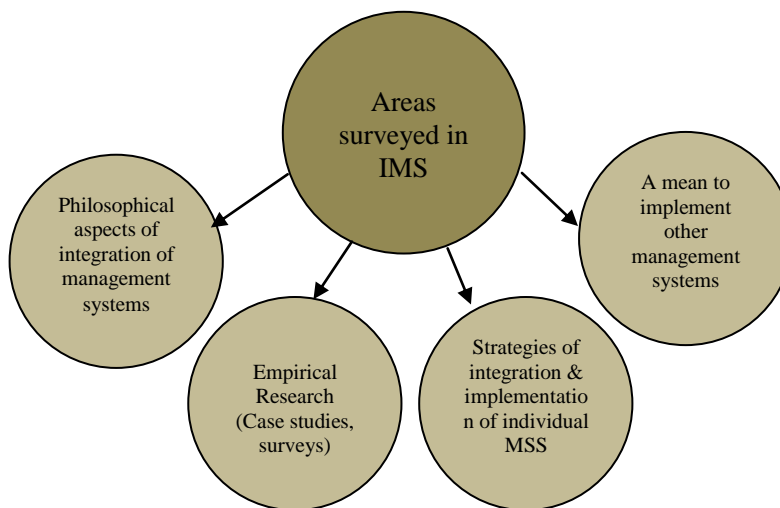 Areas
surveyed in
IMS
Philosophical
aspects of
integration of
management
systems
Empirical
Research
(Case studies,
surveys)
Strategies of
integration &
implementatio
n of individual
MSS
A mean to
implement
other
management
systems